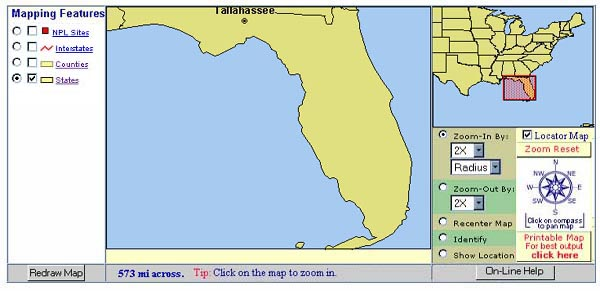 Mapping Features
NPL Sites
Interstates
Counties
States
Tallahassee
Zoom-In By:
2X
Radius
Zoom-Out By:
2X
Recenter Map
Identify
Show Location
Locator Map
Zoom Reset
N
NW NE
W E
SW SE
S
Click on compass
to pan map
Printable Map
For best output
click here
Redraw Map
573 mi across. Tip: Click on the map to zoom in.
On-Line Help